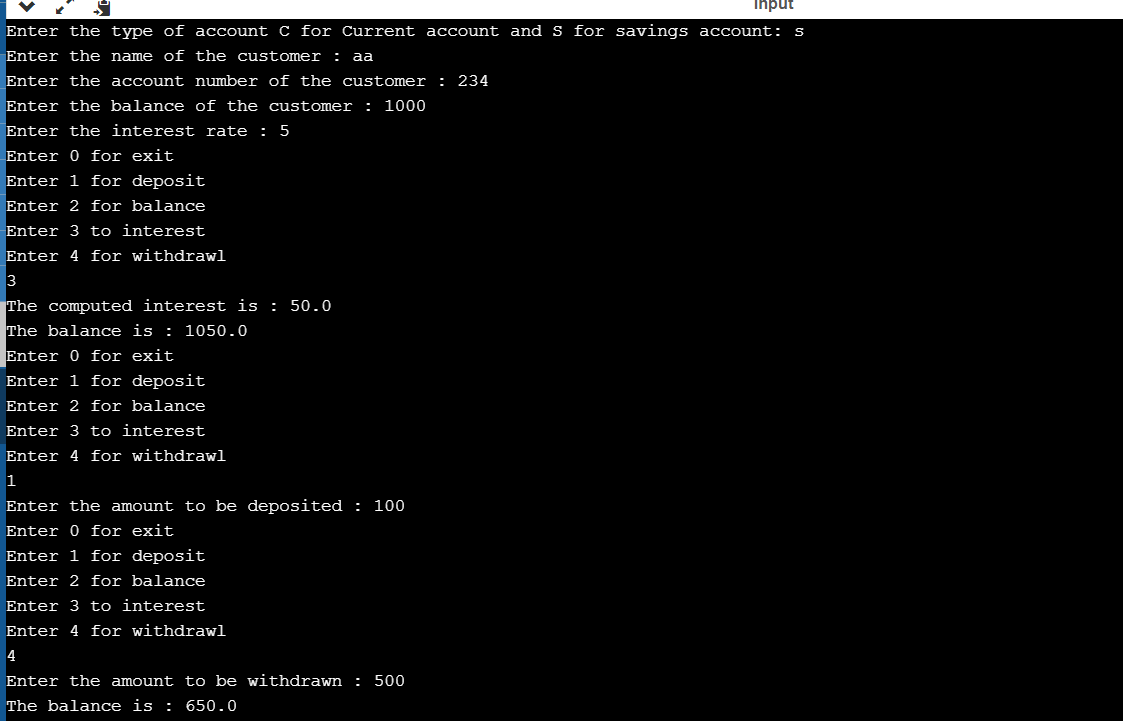 input
Enter the type of account C for Current account and S for savings account: s
Enter the name of the customer : aa
Enter the account number of the customer : 234
Enter the balance of the customer : 1000
Enter the interest rate : 5
Enter 0 for exit
Enter 1 for deposit
Enter 2 for balance
Enter 3 to interest
Enter 4 for withdrawl
3
The computed interest is : 50.0
The balance is : 1050.0
Enter 0 for exit
Enter 1 for deposit
Enter 2 for balance
Enter 3 to interest
Enter 4 for withdrawl
1
Enter the amount to be deposited : 100
Enter 0 for exit
Enter 1 for deposit
Enter 2 for balance
Enter 3 to interest
Enter 4 for withdrawl
4
Enter the amount to be withdrawn : 500
The balance is : 650.0